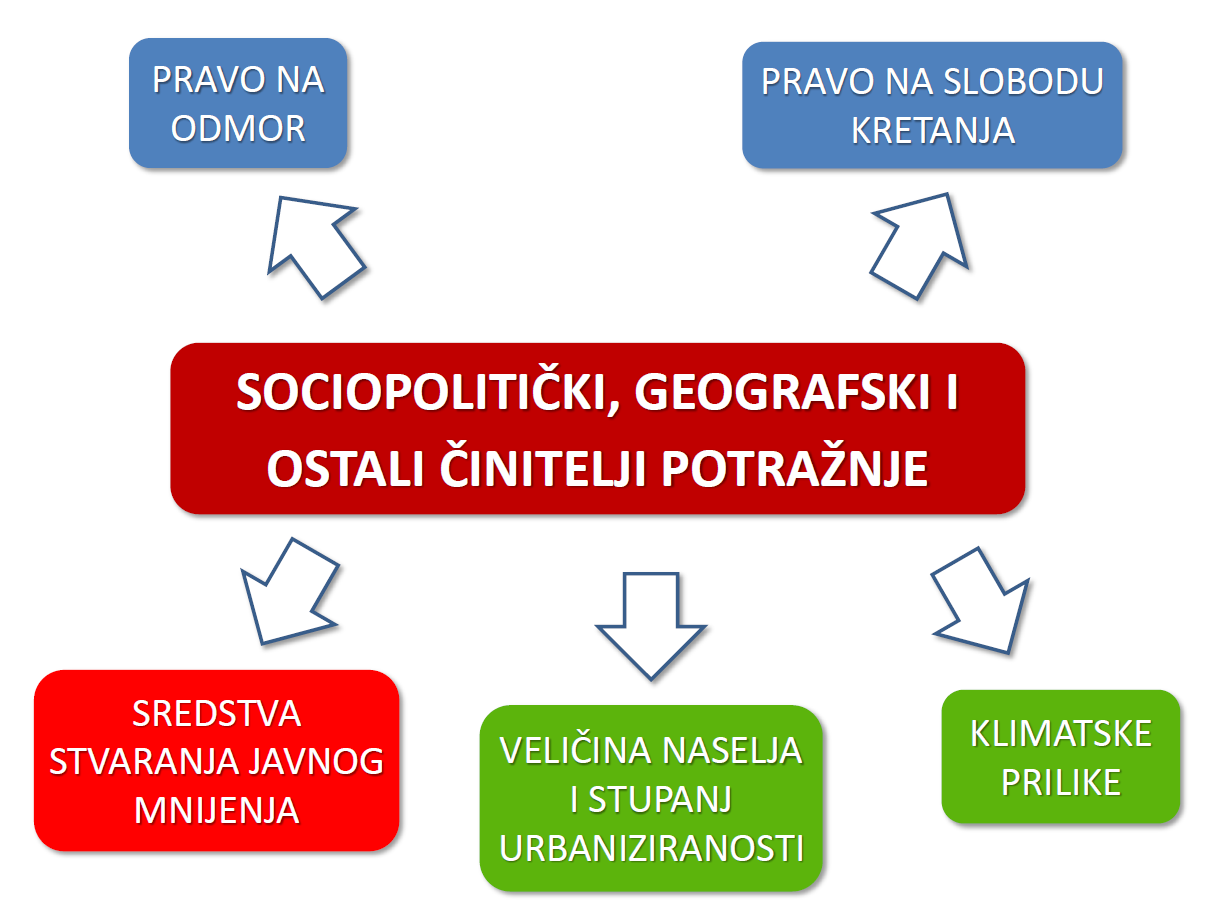 PRAVO NA
ODMOR
PRAVO NA SLOBODU
KRETANJA
SOCIOPOLITIČKI, GEOGRAFSKI I
OSTALI ČINITELJI POTRAŽNJE
SREDSTVA
STVARANJA JAVNOG
MNIJENJA
VELIČINA NASELJA
I STUPANJ
URBANIZIRANOSTI
KLIMATSKE
PRILIKE